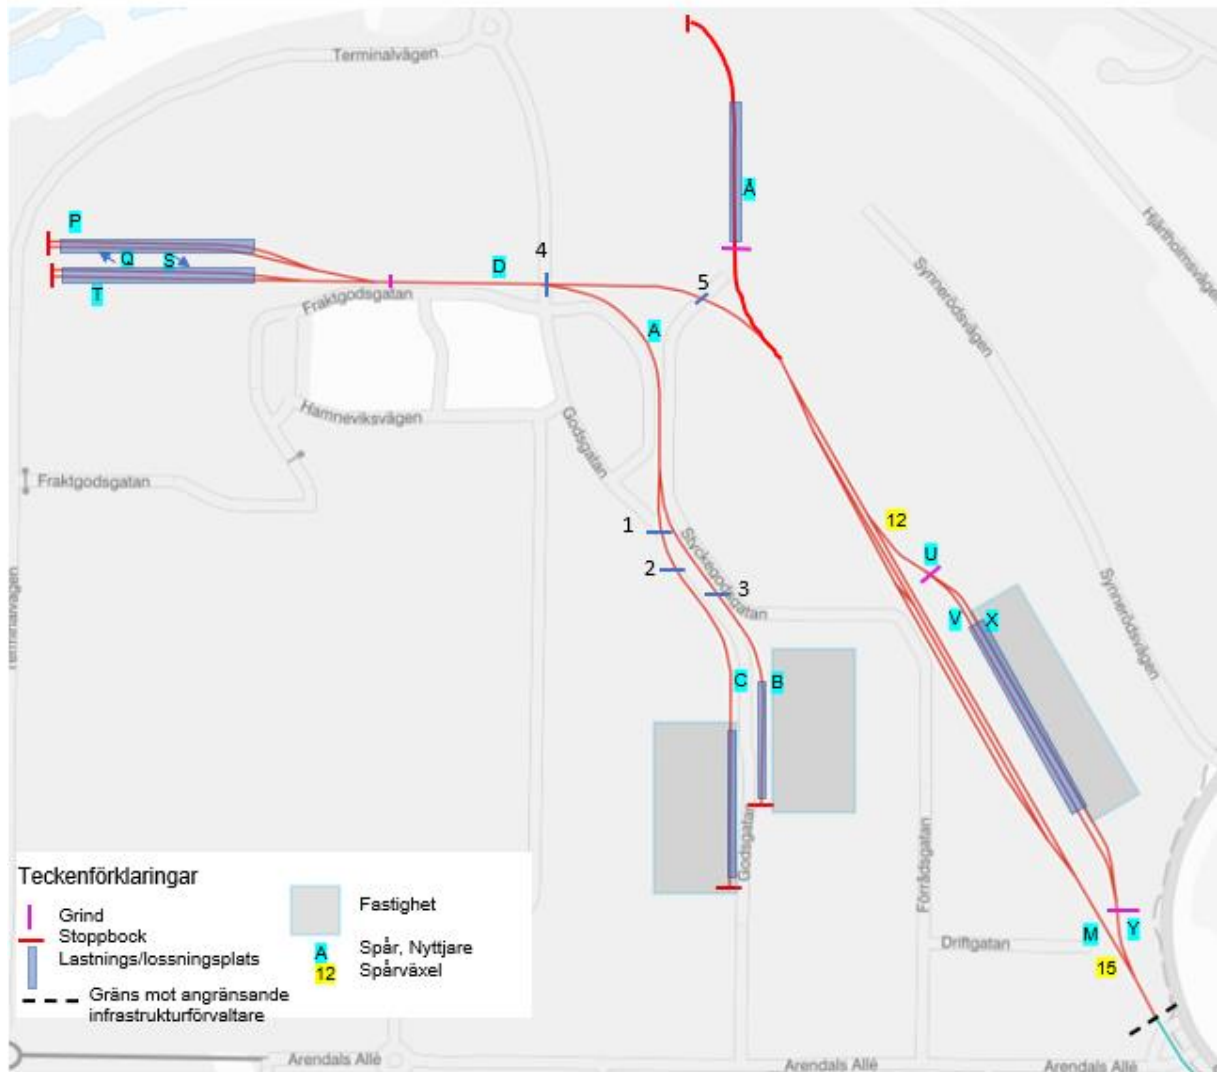 Terminalvägen
Hjärtholmsvägen
Å
P
Q
S
T
D
4
5
Fraktgodsgatan
A
Synnerödsvägen
Hamneviksvägen
Godsgatan
Fraktgodsgatan
12
1
Styckegodsgatan
2
3
U
V
X
Synnerödsvägen
Terminalvägen
C
B
Godsgatan
Förrådsgatan
Driftgatan
M
Y
15
Teckenförklaringar
Grind
Stoppbock
Lastnings/lossningsplats
Gräns mot angränsande
infrastrukturförvaltare
Fastighet
A Spår, Nyttjare
12 Spårväxel
Arendals Allé
Arendals Allé
Arendals Allé